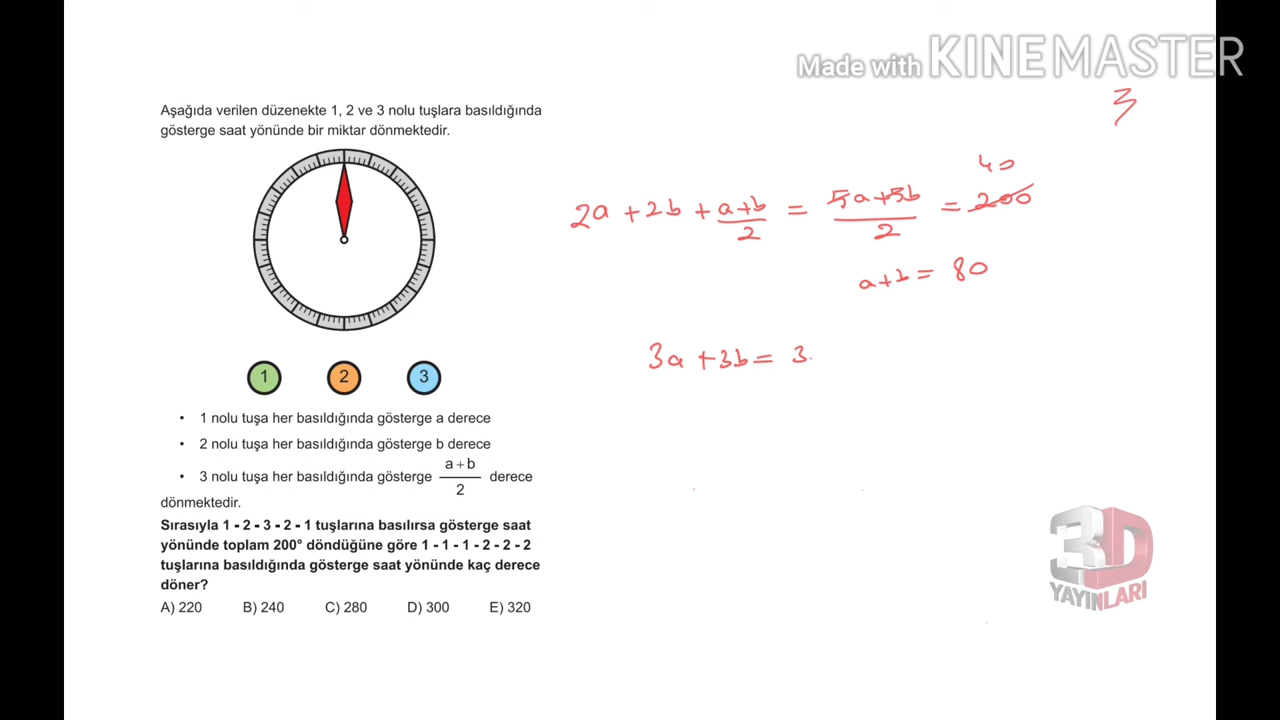 Made with KINEMASTER
3
Aşağıda verilen düzenekte 1, 2 ve 3 nolu tuşlara basıldığında
gösterge saat yönünde bir miktar dönmektedir.
1 2 3
• 1 nolu tuşa her basıldığında gösterge a derece
• 2 nolu tuşa her basıldığında gösterge b derece
• 3 nolu tuşa her basıldığında gösterge a+b/2 derece
dönmektedir.
Sırasıyla 1 - 2 - 3 - 2 - 1 tuşlarına basılırsa gösterge saat
yönünde toplam 200° döndüğüne göre 1 - 1 - 1 - 2 - 2 - 2
tuşlarına basıldığında gösterge saat yönünde kaç derece
döner?
A) 220 B) 240 C) 280 D) 300 E) 320
40
2a + 2b + a+b/2 = 5a+5b/2 = 200
a+b = 80
3a + 3b = 3.
3D
YAYINLARI